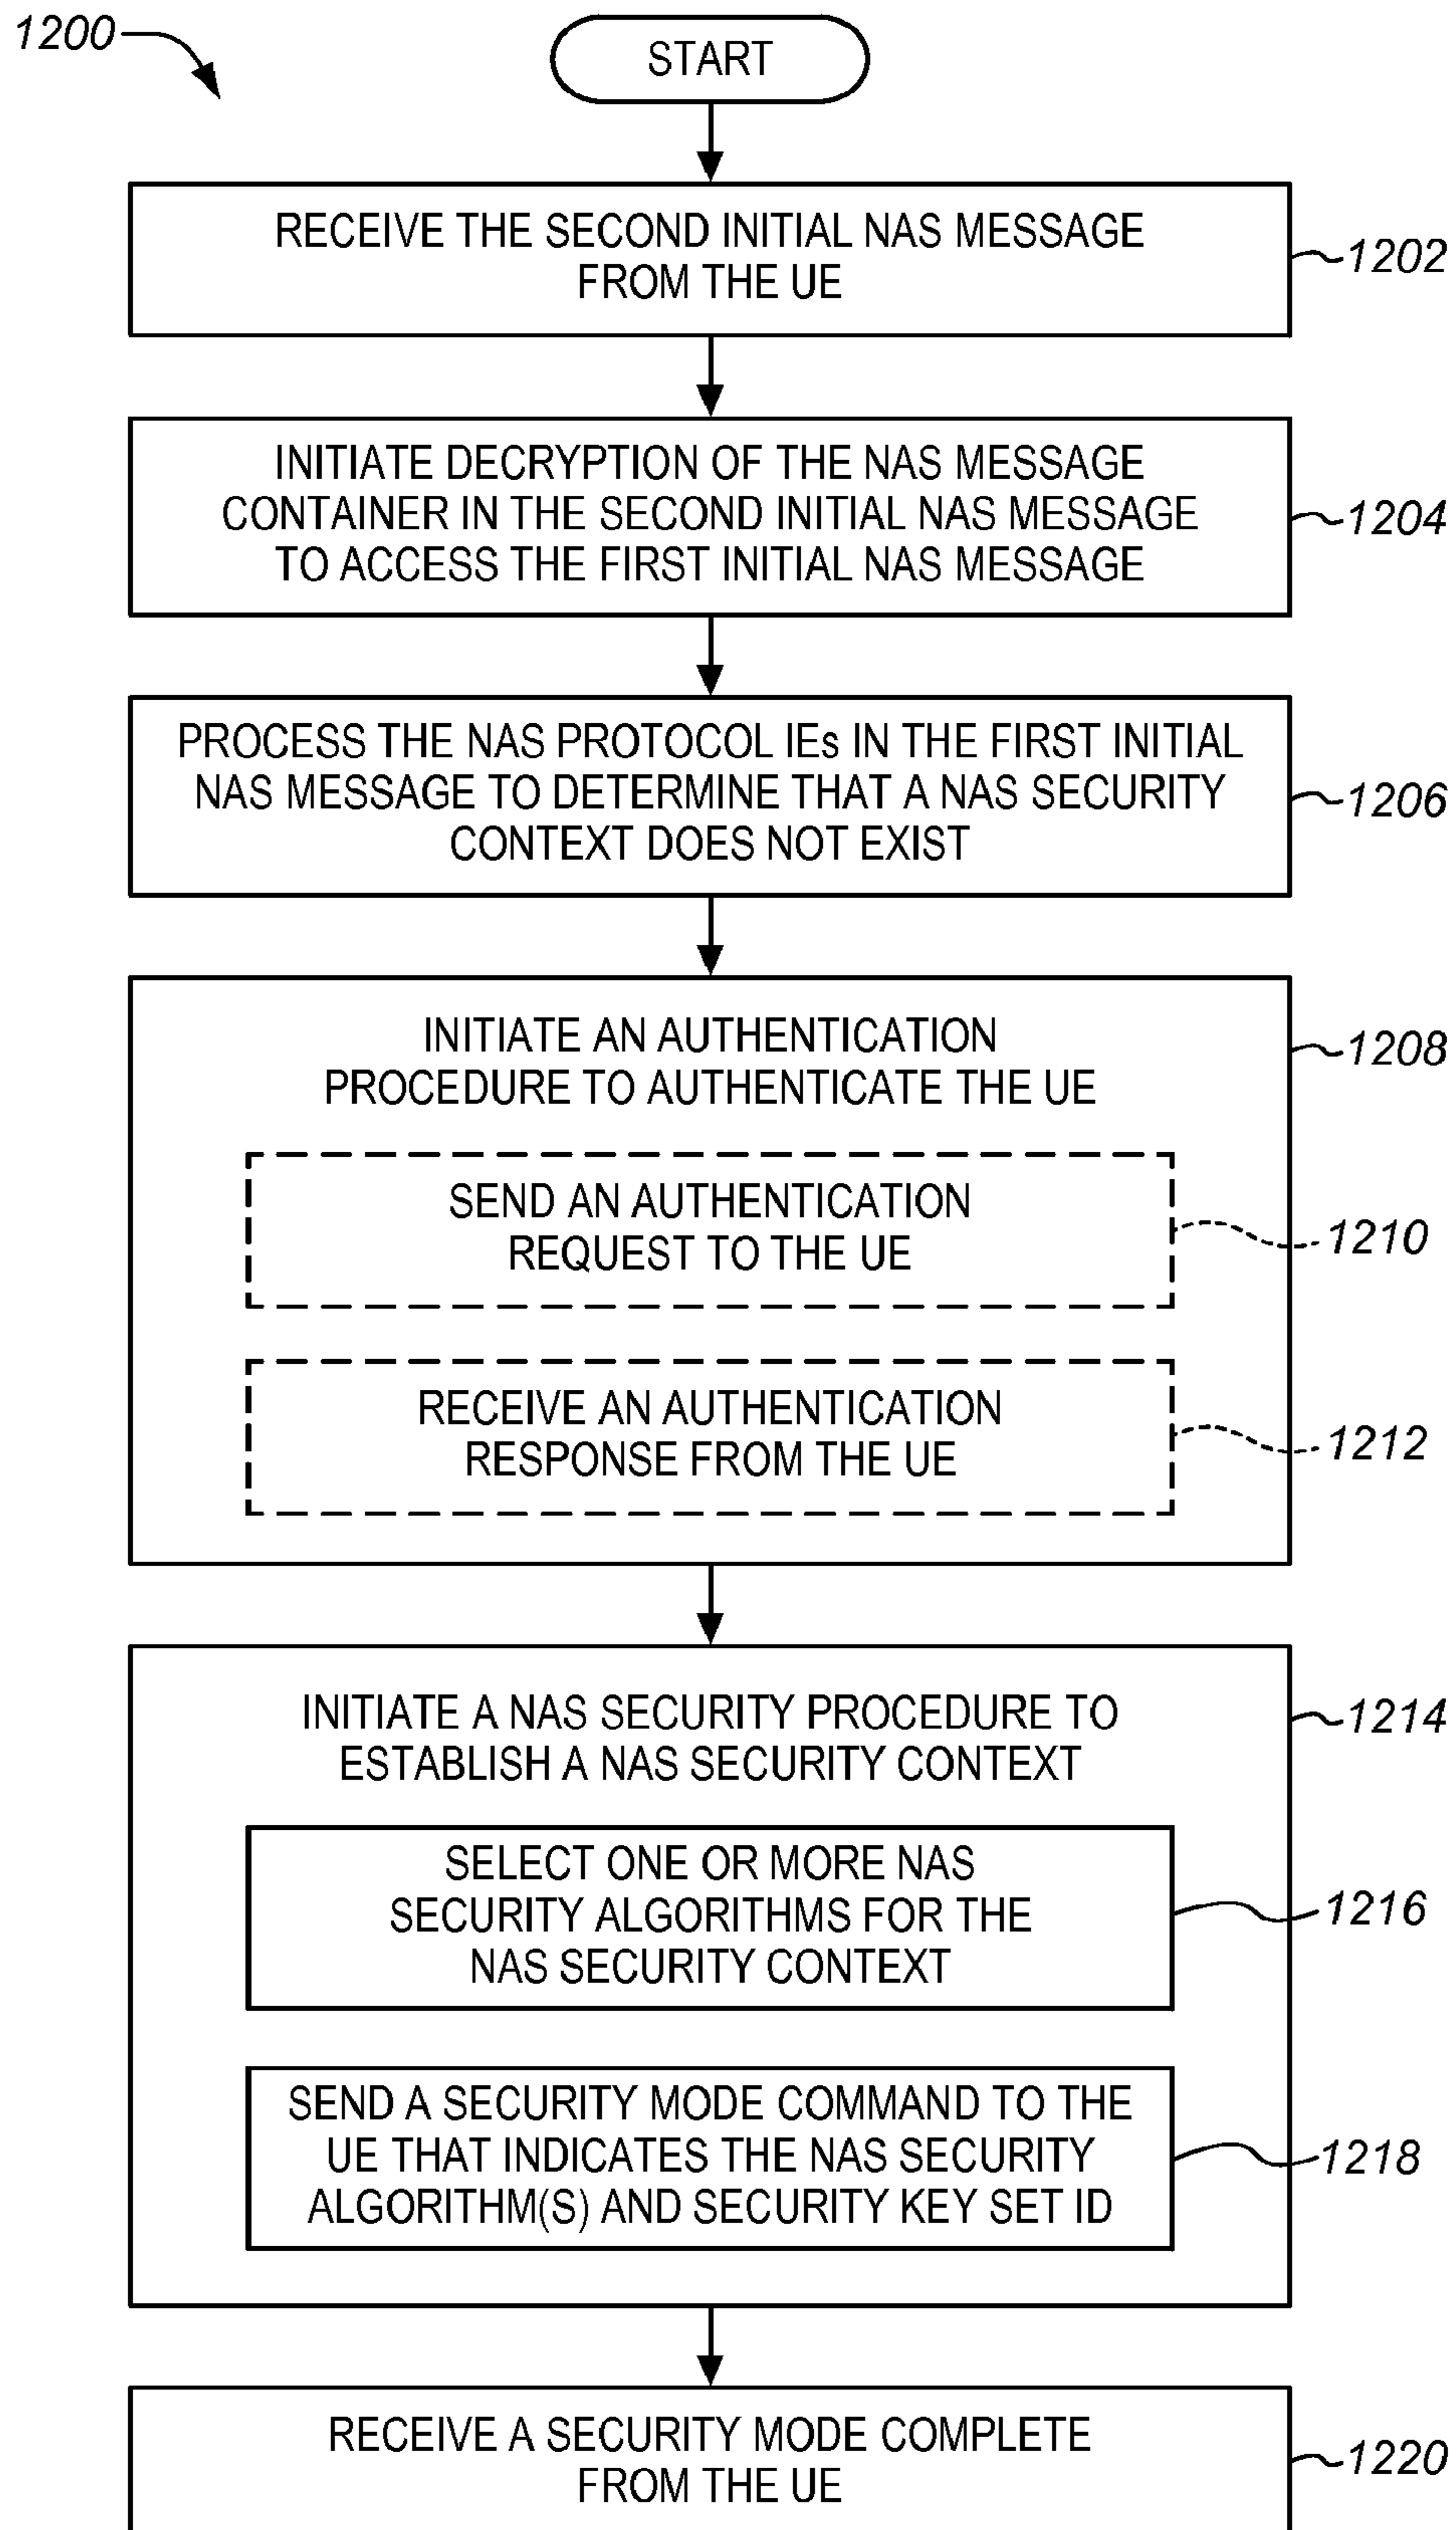 1200
START
RECEIVE THE SECOND INITIAL NAS MESSAGE
FROM THE UE
1202
INITIATE DECRYPTION OF THE NAS MESSAGE
CONTAINER IN THE SECOND INITIAL NAS MESSAGE
TO ACCESS THE FIRST INITIAL NAS MESSAGE
1204
PROCESS THE NAS PROTOCOL IEs IN THE FIRST INITIAL
NAS MESSAGE TO DETERMINE THAT A NAS SECURITY
CONTEXT DOES NOT EXIST
1206
INITIATE AN AUTHENTICATION
PROCEDURE TO AUTHENTICATE THE UE
1208
SEND AN AUTHENTICATION
REQUEST TO THE UE
1210
RECEIVE AN AUTHENTICATION
RESPONSE FROM THE UE
1212
INITIATE A NAS SECURITY PROCEDURE TO
ESTABLISH A NAS SECURITY CONTEXT
1214
SELECT ONE OR MORE NAS
SECURITY ALGORITHMS FOR THE
NAS SECURITY CONTEXT
1216
SEND A SECURITY MODE COMMAND TO THE
UE THAT INDICATES THE NAS SECURITY
ALGORITHM(S) AND SECURITY KEY SET ID
1218
RECEIVE A SECURITY MODE COMPLETE
FROM THE UE
1220